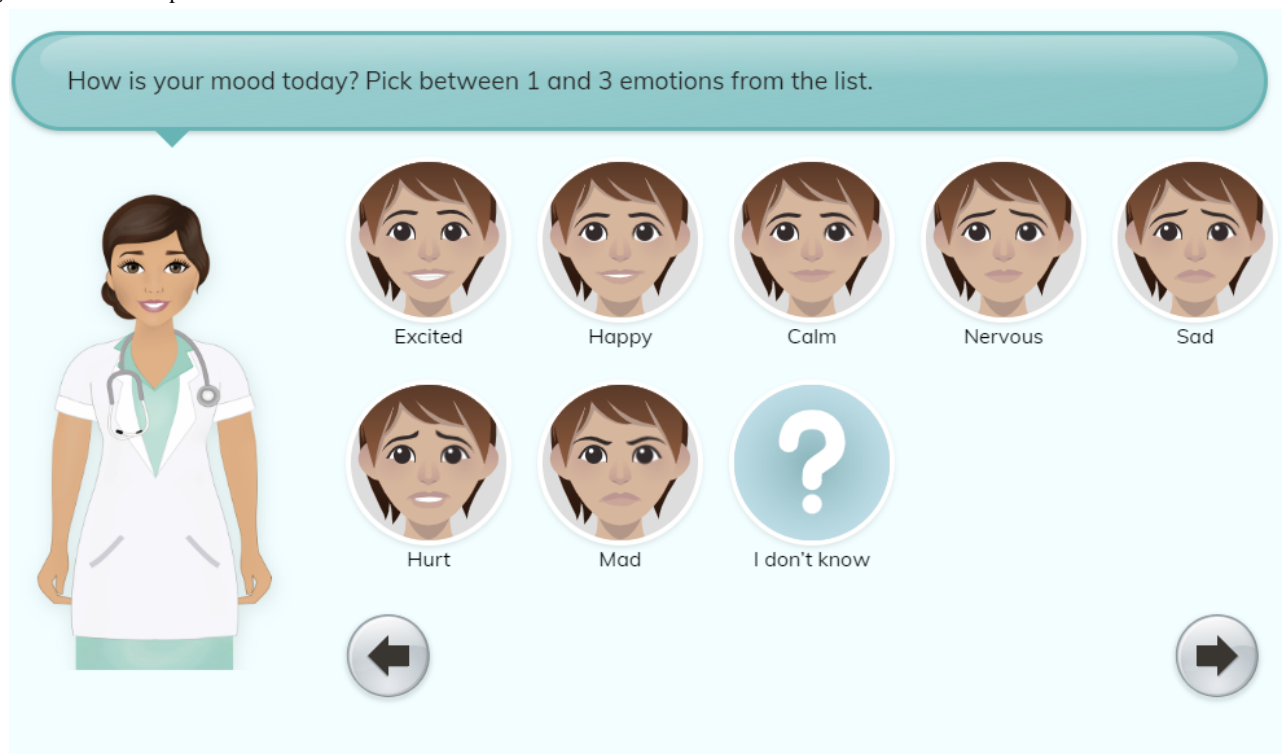 How is your mood today? Pick between 1 and 3 emotions from the list.
Excited
Happy
Calm
Nervous
Sad
Hurt
Mad
I don't know